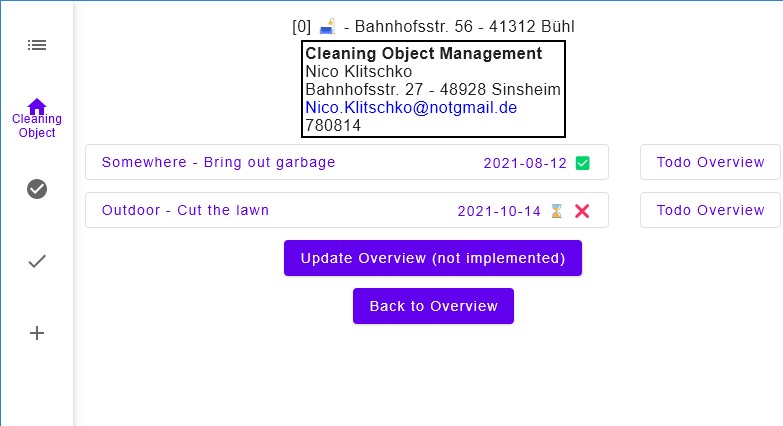 [0] - Bahnhofsstr. 56 - 41312 Bühl
Cleaning Object Management
Nico Klitschko
Bahnhofsstr. 27 - 48928 Sinsheim
Nico.Klitschko@notgmail.de
780814
Cleaning
Object
Somewhere - Bring out garbage 2021-08-12 ✅ Todo Overview
Outdoor - Cut the lawn 2021-10-14 ⌛ ❌ Todo Overview
Update Overview (not implemented)
Back to Overview